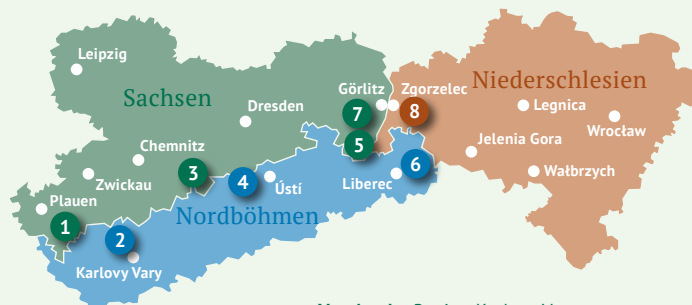 Leipzig
Sachsen
Görlitz
Zgorzelec
Niederschlesien
7
8
Dresden
Legnica
Wrocław
Chemnitz
5
Jelenia Gora
Zwickau
3
4
Ústí
Liberec
6
Wałbrzych
Plauen
1
2
Nordböhmen
Karlovy Vary